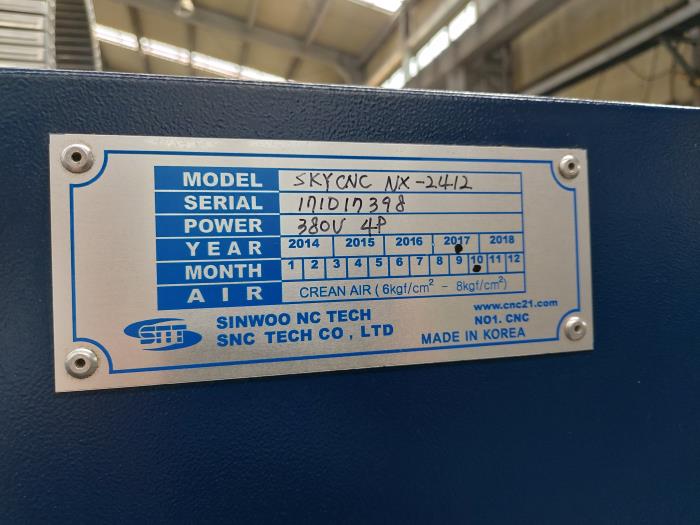 MODEL SKYCNC NX-2412
SERIAL 171017398
POWER 380V 4P
YEAR 2014 2015 2016 2017 2018
MONTH 1 2 3 4 5 6 7 8 9 10 11 12
AIR CREAN AIR ( 6kgf/cm² - 8kgf/cm²)
SNT SINWOO NC TECH
SNC TECH CO , LTD
www.cnc21.com
NO1. CNC
MADE IN KOREA